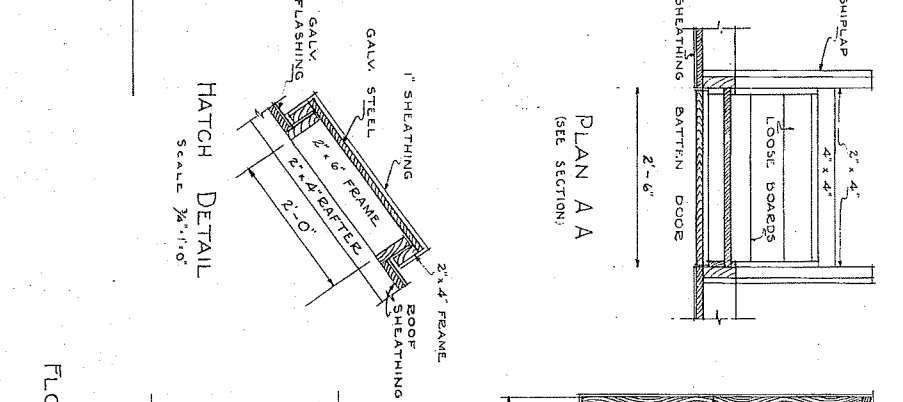 SHIPLAP
SHEATHING
2" x 4"
4" x 4"
LOOSE BOARDS
BATTEN DOOR
2'-6"
PLAN A A
(SEE SECTION)
1" SHEATHING
GALV. STEEL
GALV.
FLASHING
2" x 6" FRAME
2" x 4" RAFTER
2'-0"
2" x 4" FRAME
ROOF
SHEATHING
HATCH DETAIL
SCALE 3/4"=1'=0"
FLO